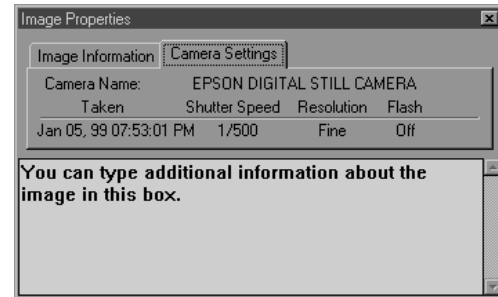 Image Properties
Image Information Camera Settings
Camera Name: EPSON DIGITAL STILL CAMERA
Taken Shutter Speed Resolution Flash
Jan 05, 99 07:53:01 PM 1/500 Fine Off
You can type additional information about the
image in this box.